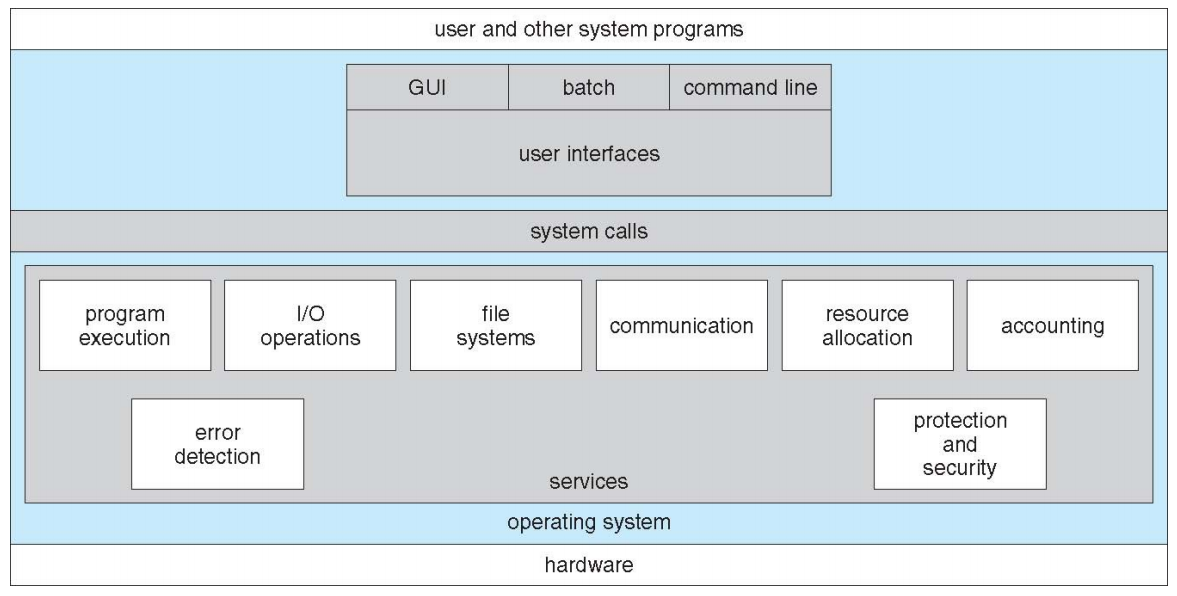 user and other system programs
GUI
batch
command line
user interfaces
system calls
program
execution
I/O
operations
file
systems
communication
resource
allocation
accounting
error
detection
protection
and
security
services
operating system
hardware